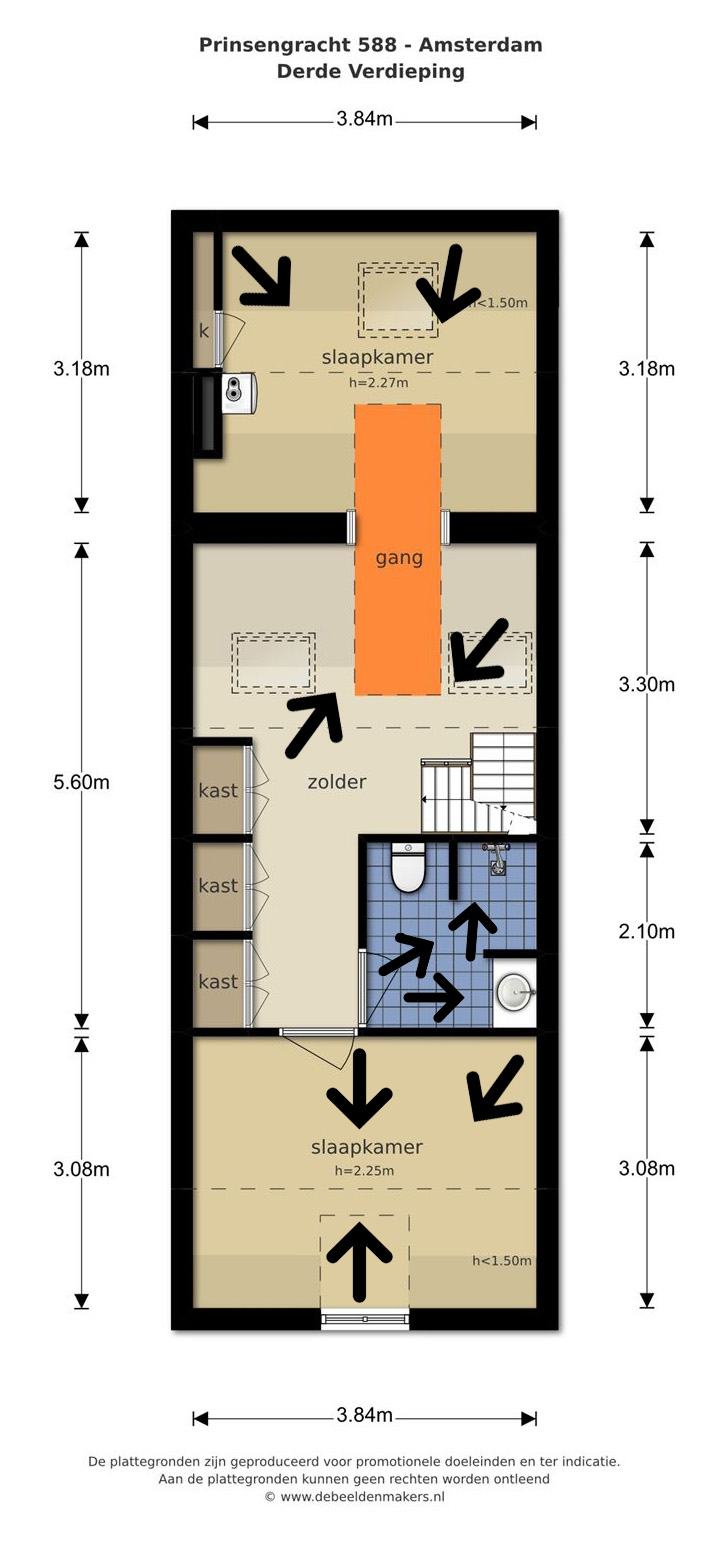 Prinsengracht 588 - Amsterdam
Derde Verdieping
3.84m
h<1.50m
k
slaapkamer
h=2.27m
3.18m
3.18m
gang
3.30m
zolder
5.60m
kast
kast
2.10m
kast
slaapkamer
h=2.25m
3.08m
3.08m
h<1.50m
3.84m
De plattegronden zijn geproduceerd voor promotionele doeleinden en ter indicatie.
Aan de plattegronden kunnen geen rechten worden ontleend
© www.debeeldenmakers.nl